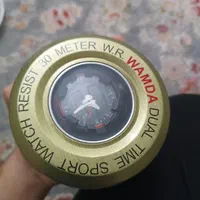 WAMDA DUAL TIME SPORT WATCH RESIST 30 METER W.R.